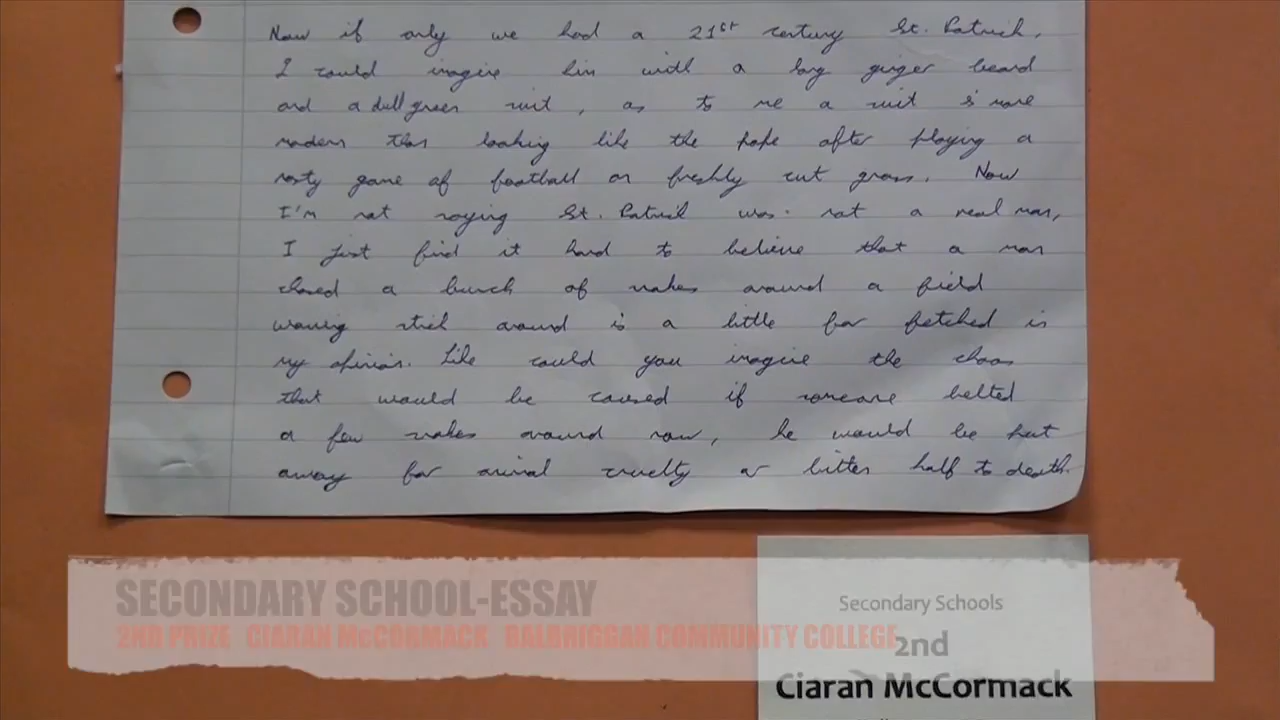 Now if only we had a 21st century St. Patrick,
I could imagine him with a long ginger beard
and a dull green suit, as to me a suit is more
modern than looking like the pope after playing a
nasty game of football on freshly cut grass. Now
I'm not saying St. Patrick was not a real man,
I just find it hard to believe that a man
chased a bunch of snakes around a field
waving stick around is a little far fetched in
my opinion. Like could you imagine the chaos
that would be caused if someone belted
a few snakes around now, he would be put
away for animal cruelty or bitten half to death.
SECONDARY SCHOOL-ESSAY
2ND PRIZE CIARAN McCORMACK BALBRIGGAN COMMUNITY COLLEGE
Secondary Schools
2nd
Ciaran McCormack